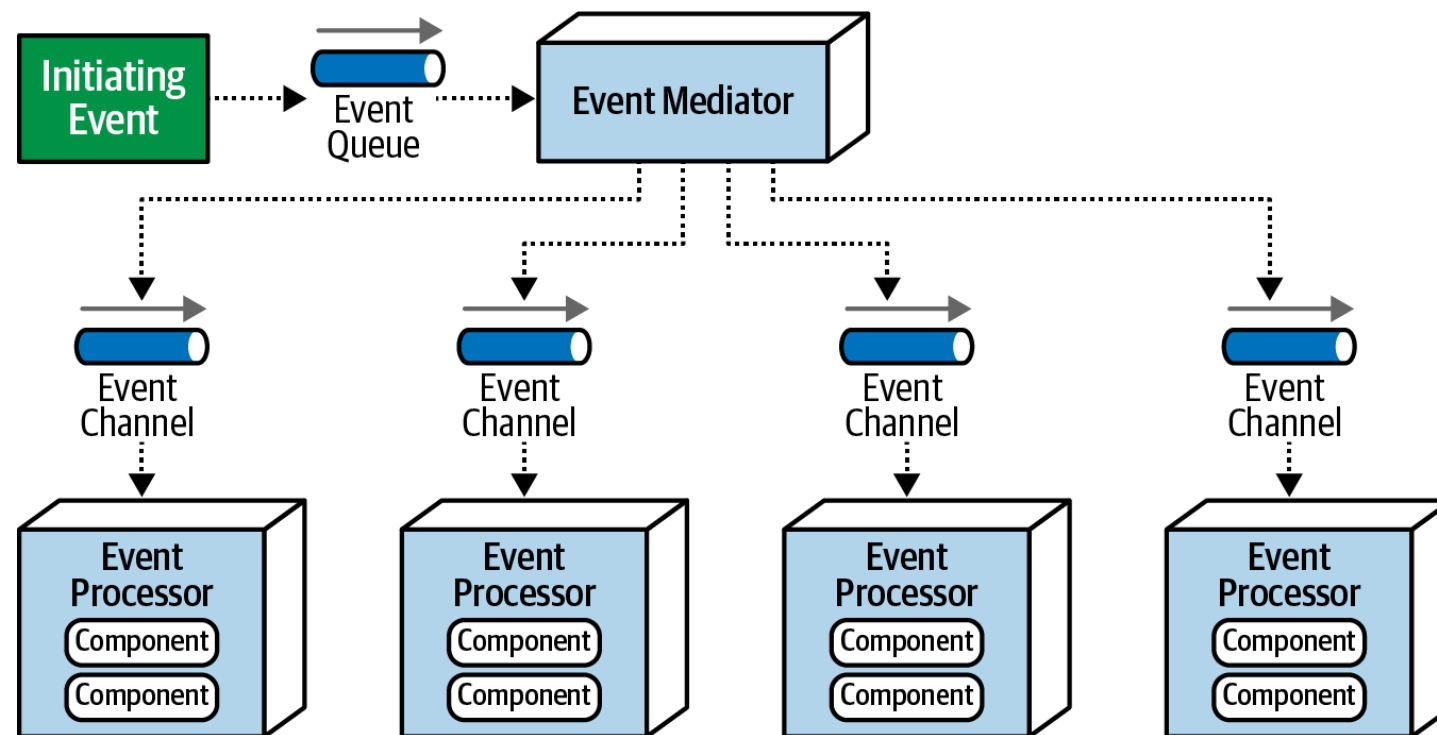 Initiating
Event
Event
Queue
Event Mediator
Event
Channel
Event
Channel
Event
Channel
Event
Channel
Event
Processor
Component
Component
Event
Processor
Component
Component
Event
Processor
Component
Component
Event
Processor
Component
Component